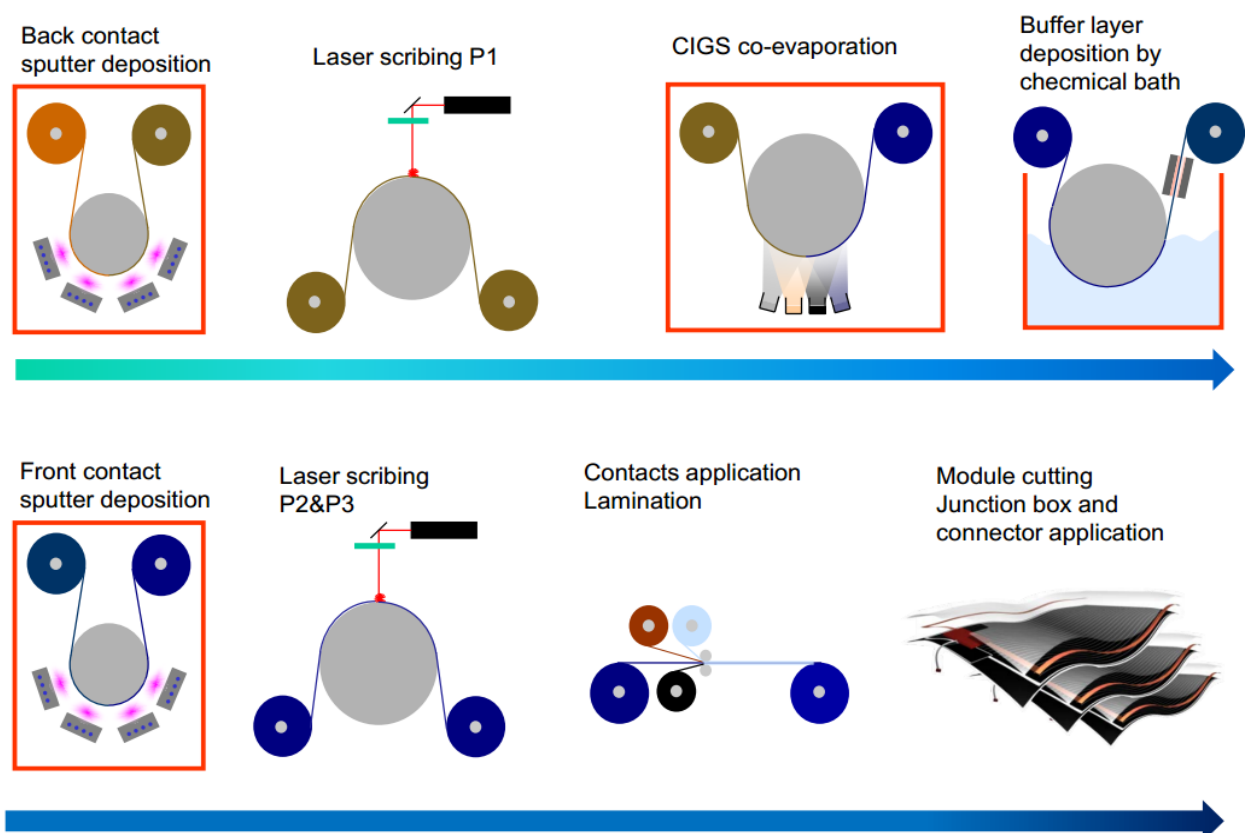 Back contact
sputter deposition
Laser scribing P1
CIGS co-evaporation
Buffer layer
deposition by
checmical bath
Front contact
sputter deposition
Laser scribing
P2&P3
Contacts application
Lamination
Module cutting
Junction box and
connector application